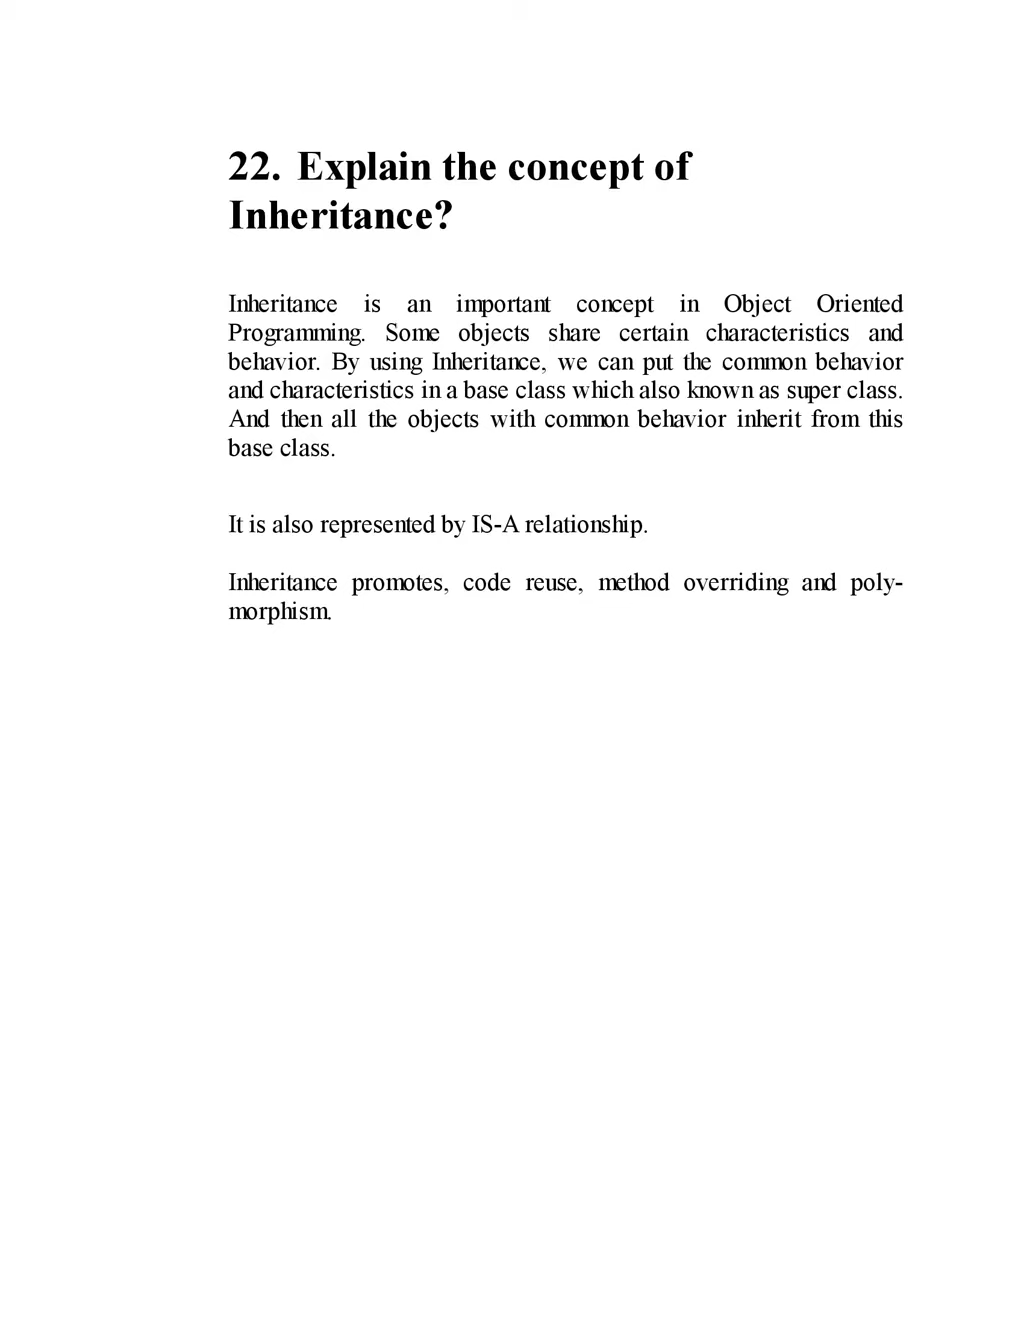 22. Explain the concept of
Inheritance?
Inheritance is an important concept in Object Oriented
Programming. Some objects share certain characteristics and
behavior. By using Inheritance, we can put the common behavior
and characteristics in a base class which also known as super class.
And then all the objects with common behavior inherit from this
base class.
It is also represented by IS-A relationship.
Inheritance promotes, code reuse, method overriding and poly-
morphism.